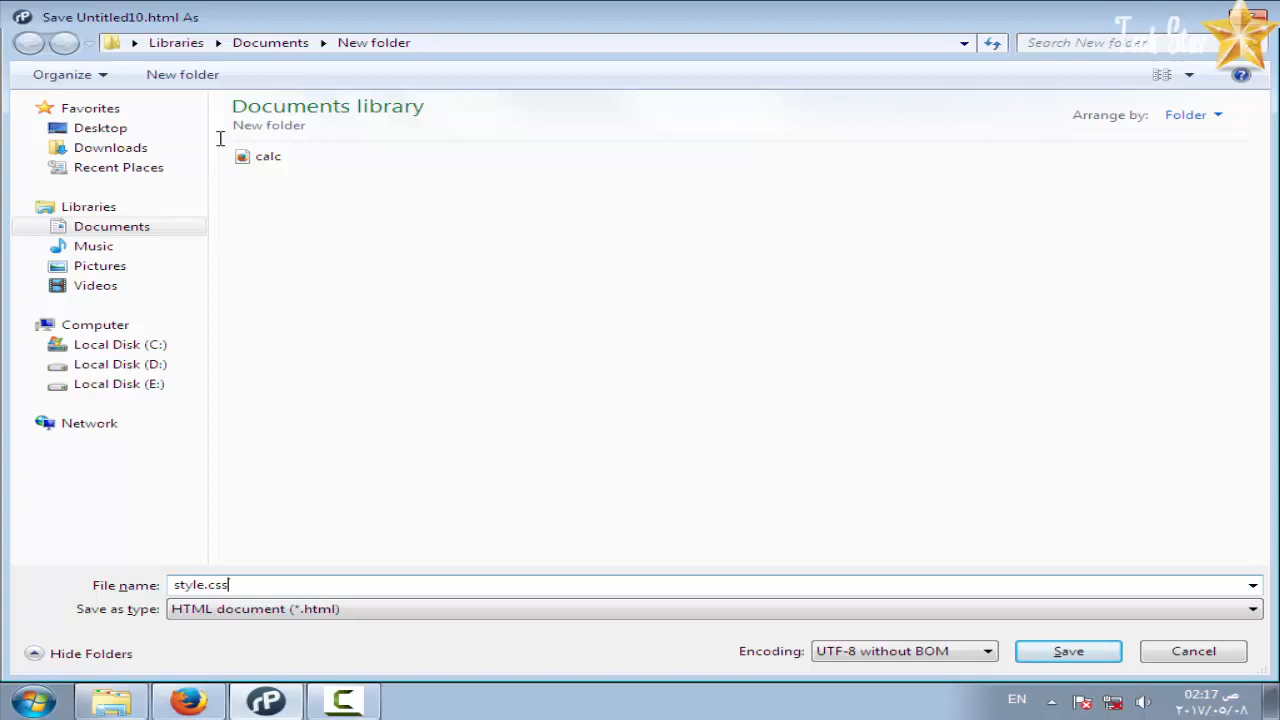 Save Untitled10.html As
Libraries Documents New folder
Search New folder
Tech Star
Organize New folder
Favorites
Desktop
Downloads
Recent Places
Libraries
Documents
Music
Pictures
Videos
Computer
Local Disk (C:)
Local Disk (D:)
Local Disk (E:)
Network
Documents library
New folder
Arrange by: Folder
calc
File name: style.css
Save as type: HTML document (*.html)
Hide Folders
Encoding: UTF-8 without BOM
Save
Cancel
EN
02:17 ص
٢٠١٧/٠٥/٠٨